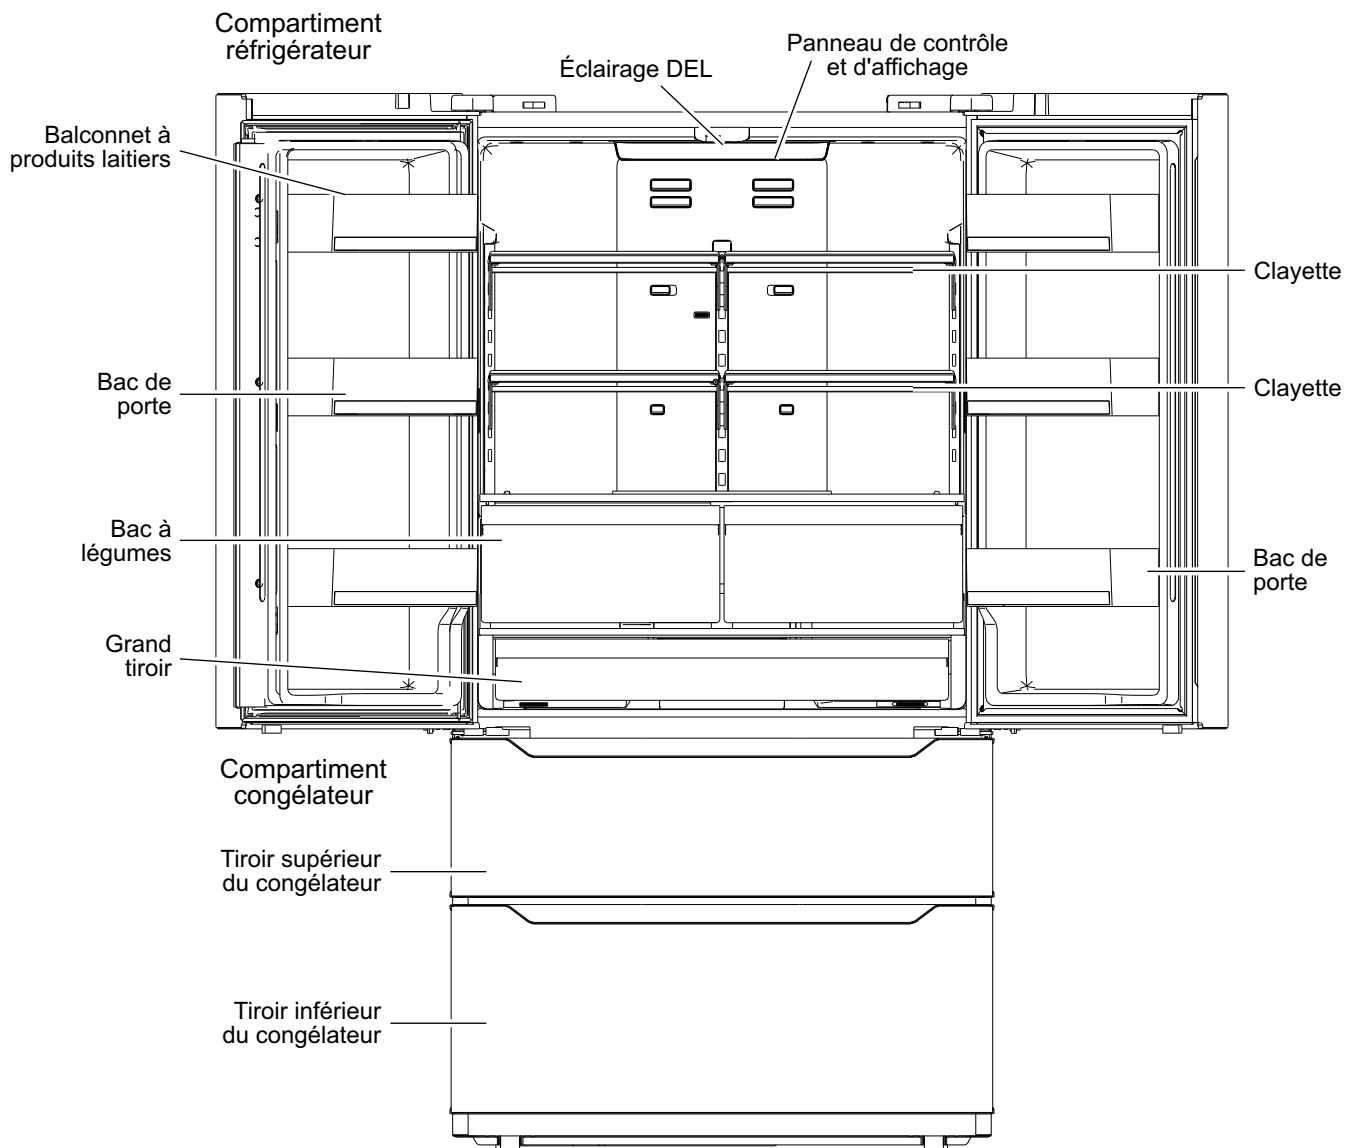 Compartiment
réfrigérateur
Éclairage DEL
Panneau de contrôle
et d'affichage
Balconnet à
produits laitiers
Clayette
Bac de
porte
Clayette
Bac à
légumes
Bac de
porte
Grand
tiroir
Compartiment
congélateur
Tiroir supérieur
du congélateur
Tiroir inférieur
du congélateur